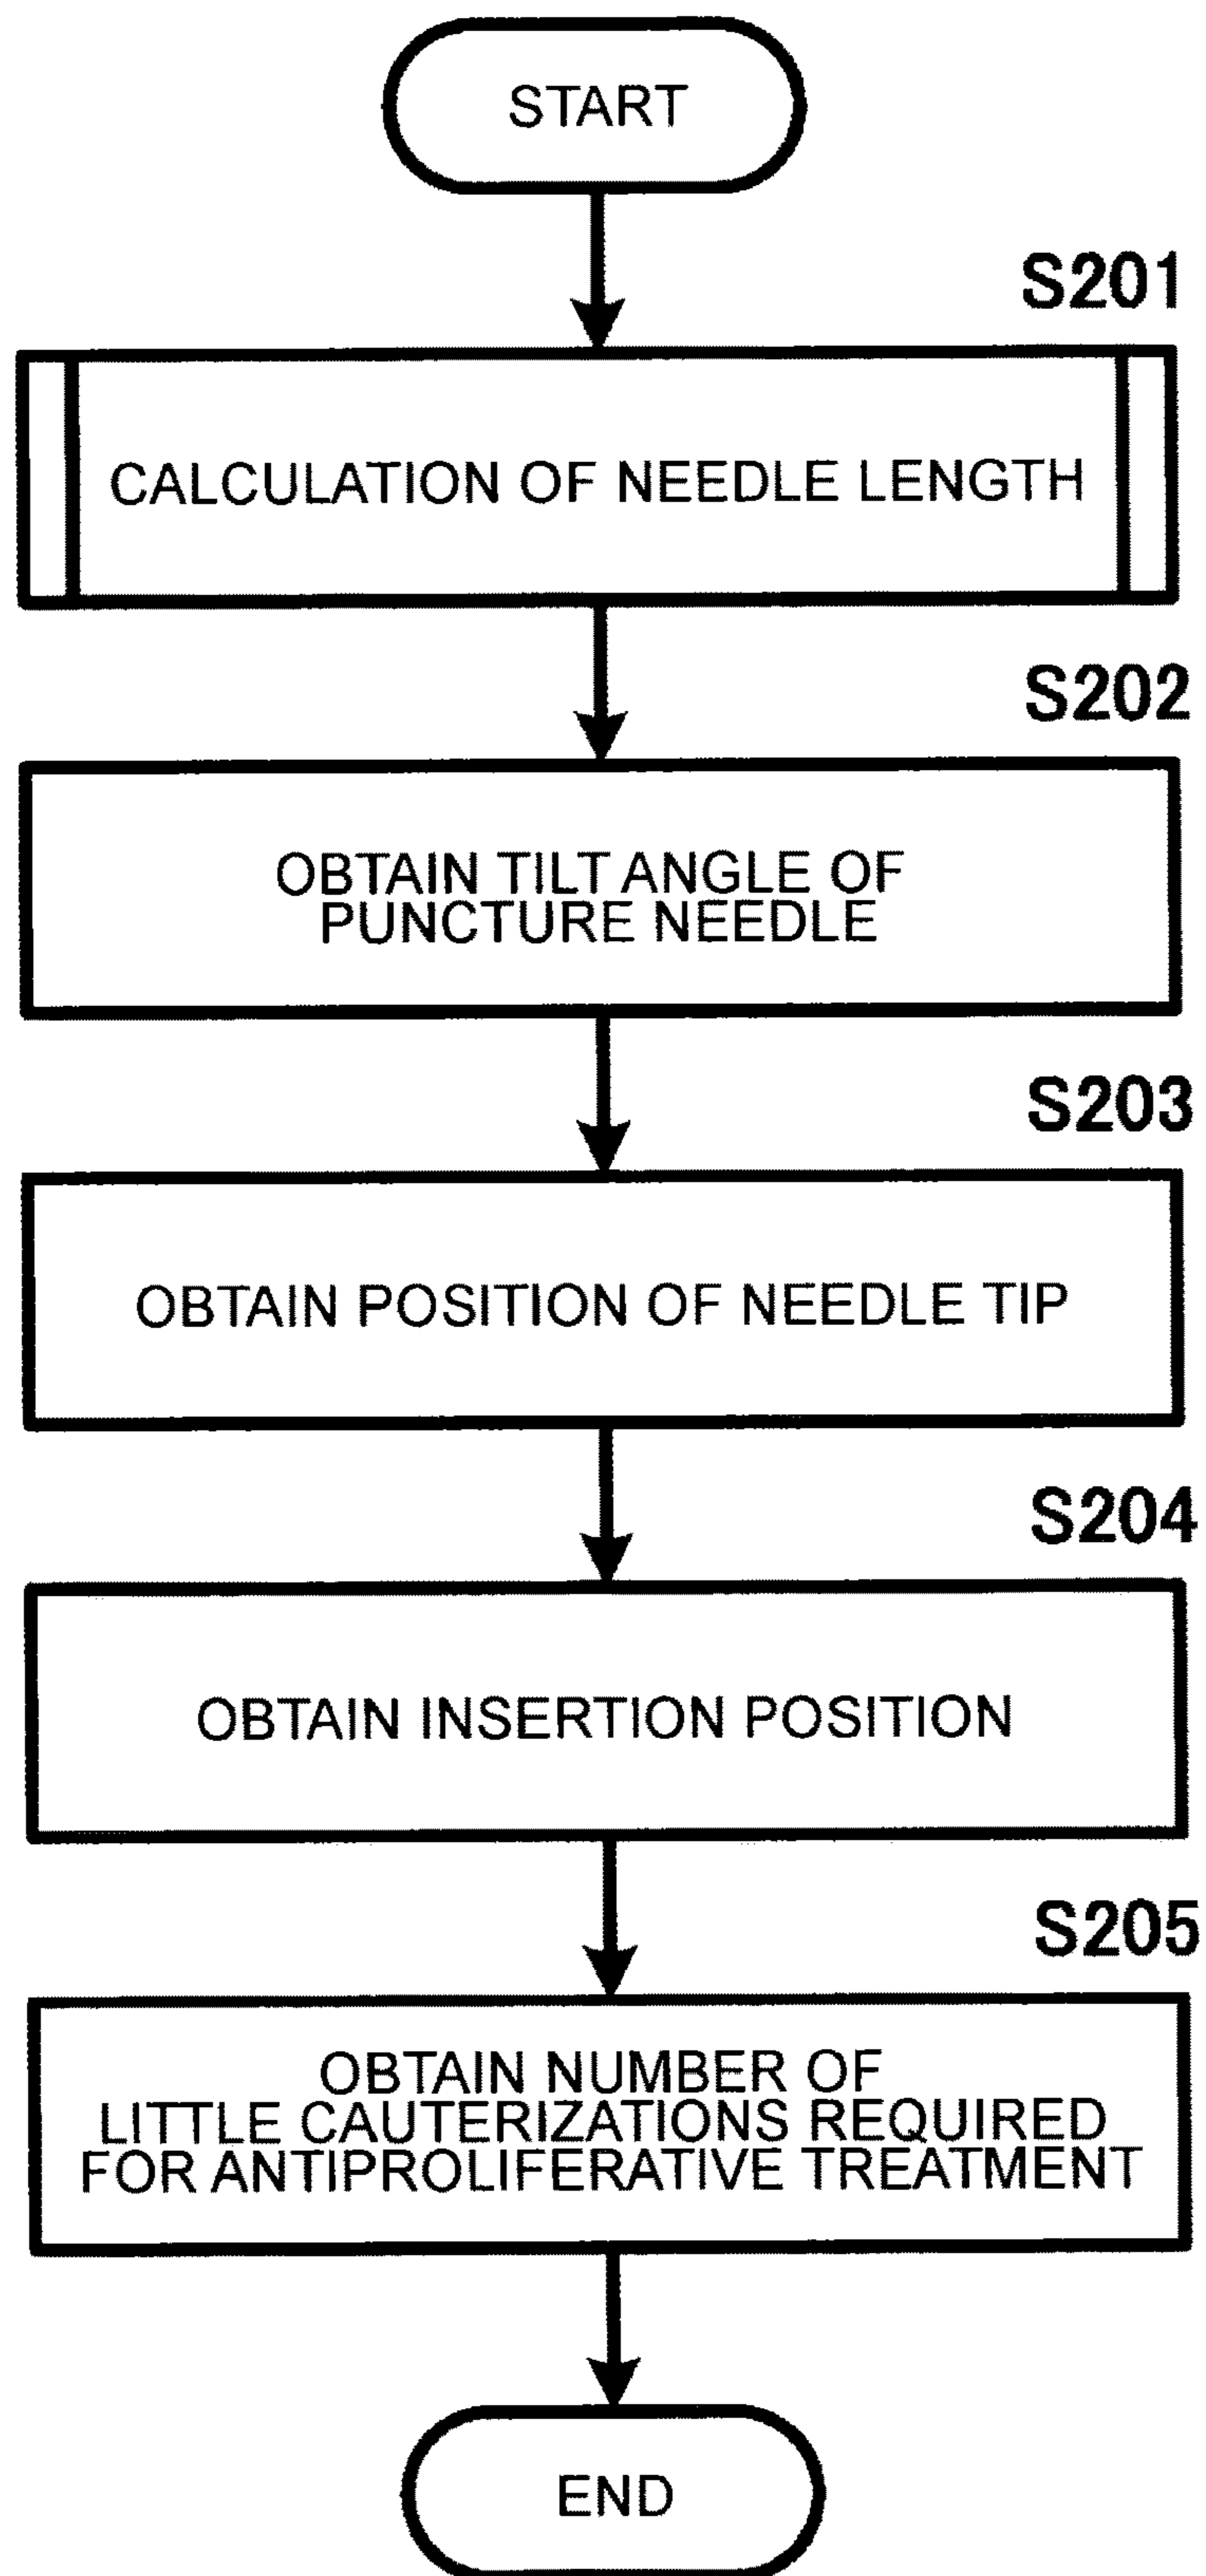 START
S201
CALCULATION OF NEEDLE LENGTH
S202
OBTAIN TILT ANGLE OF
PUNCTURE NEEDLE
S203
OBTAIN POSITION OF NEEDLE TIP
S204
OBTAIN INSERTION POSITION
S205
OBTAIN NUMBER OF
LITTLE CAUTERIZATIONS REQUIRED
FOR ANTIPROLIFERATIVE TREATMENT
END